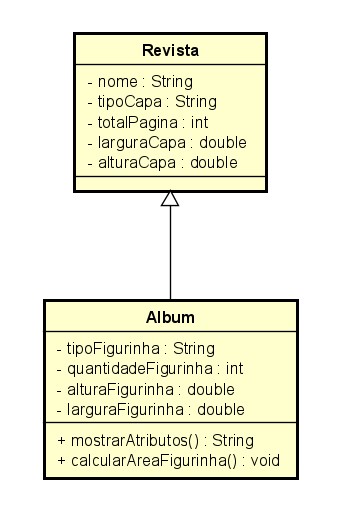 Revista
- nome : String
- tipoCapa : String
- totalPagina : int
- larguraCapa : double
- alturaCapa : double
Album
- tipoFigurinha : String
- quantidadeFigurinha : int
- alturaFigurinha : double
- larguraFigurinha : double
+ mostrarAtributos() : String
+ calcularAreaFigurinha() : void